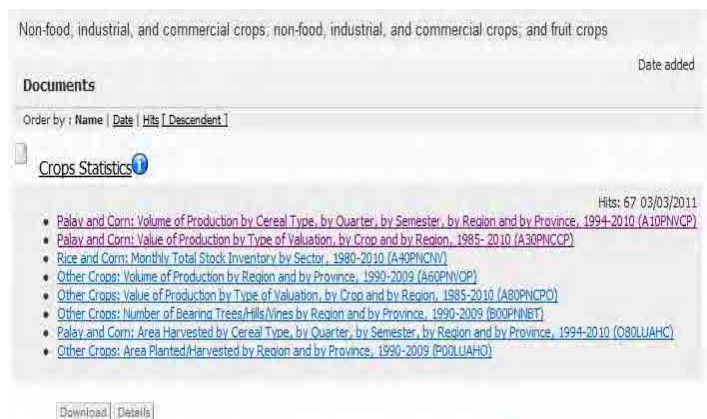 Non-food, industrial, and commercial crops; non-food, industrial, and commercial crops; and fruit crops
Date added
Documents
Order by : Name | Date | Hits [ Descendent ]
Crops Statistics
Hits: 67 03/03/2011
Palay and Corn: Volume of Production by Cereal Type, by Quarter, by Semester, by Region and by Province, 1994-2010 (A10PNVCP)
Palay and Corn: Value of Production by Type of Valuation, by Crop and by Region, 1985- 2010 (A30PNCCP)
Rice and Corn: Monthly Total Stock Inventory by Sector, 1980-2010 (A40PNCNV)
Other Crops: Volume of Production by Region and by Province, 1990-2009 (A60PNVOP)
Other Crops: Value of Production by Type of Valuation, by Crop and by Region, 1985-2010 (A80PNCPO)
Other Crops: Number of Bearing Trees/Hills/Vines by Region and by Province, 1990-2009 (B00PNNBT)
Palay and Corn: Area Harvested by Cereal Type, by Quarter, by Semester, by Region and by Province, 1994-2010 (O80LUAHC)
Other Crops: Area Planted/Harvested by Region and by Province, 1990-2009 (P00LUAHO)
Download Details